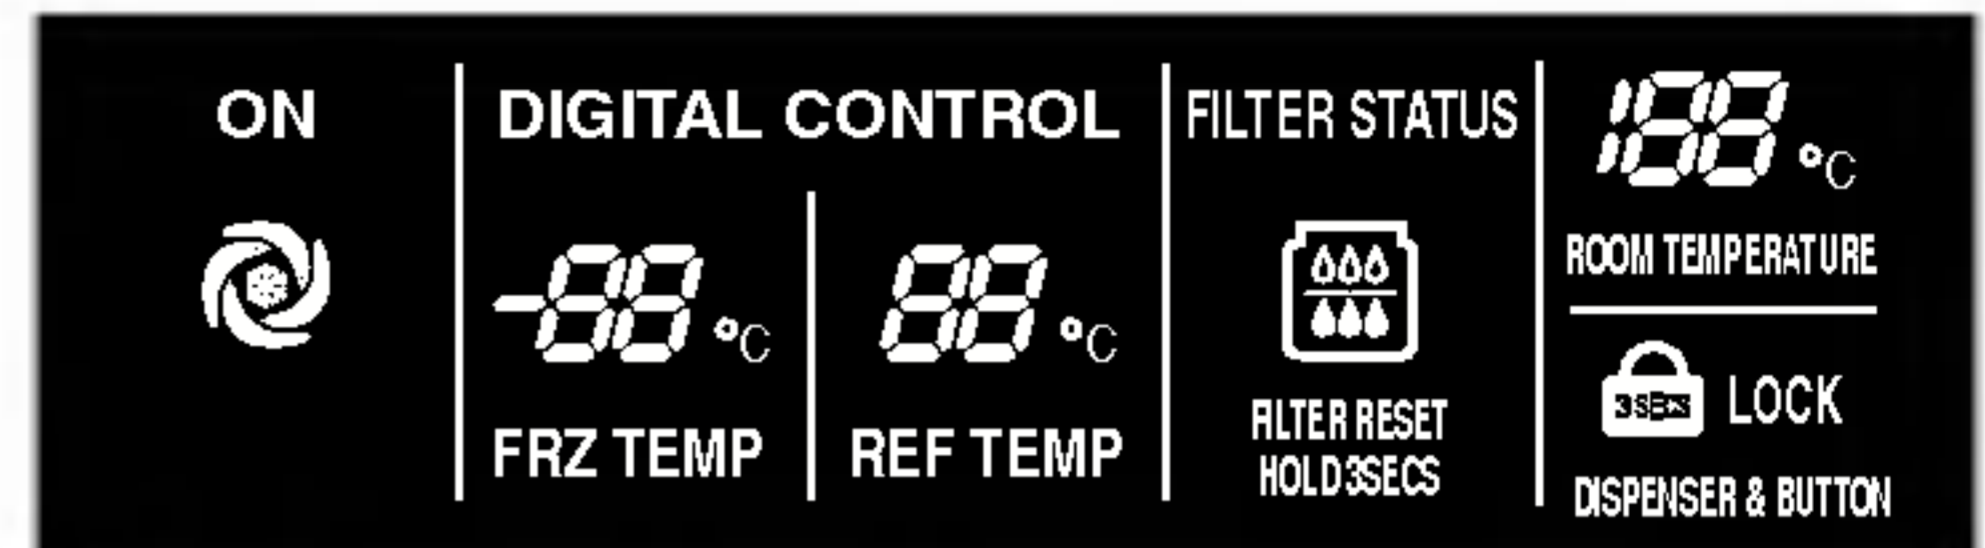 ON
DIGITAL CONTROL
-88 °C
FRZ TEMP
88 °C
REF TEMP
FILTER STATUS
FILTER RESET
HOLD 3SECS
188 °C
ROOM TEMPERATURE
3SECS
LOCK
DISPENSER & BUTTON